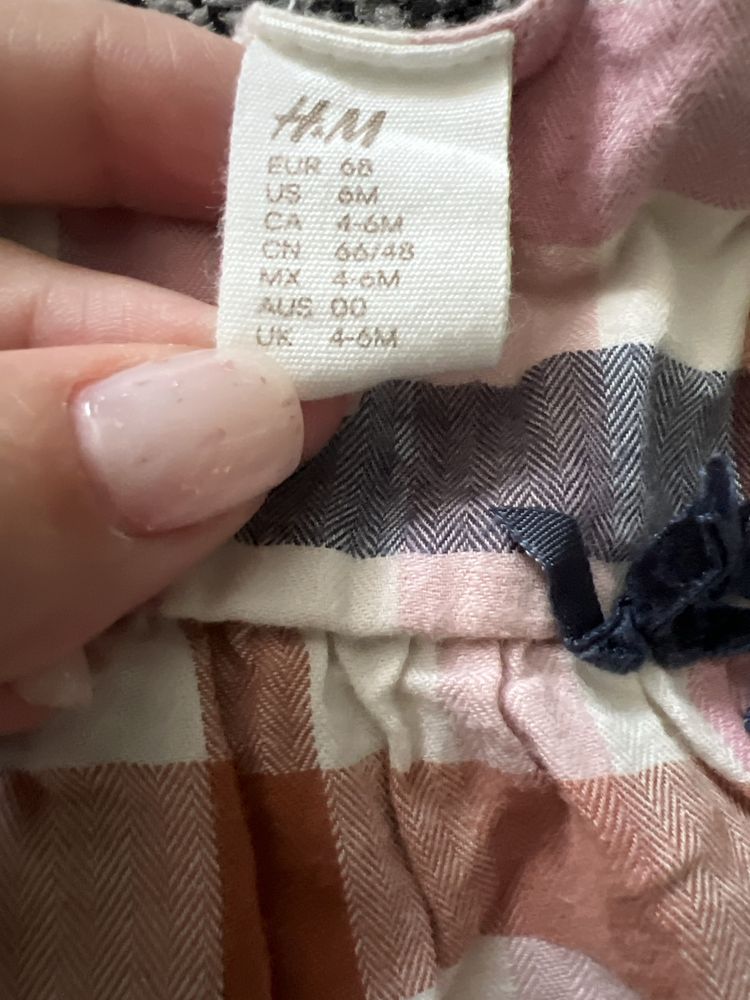 H&M
EUR 68
US 6M
CA 4-6M
CN 66/48
MX 4-6M
AUS 00
UK 4-6M